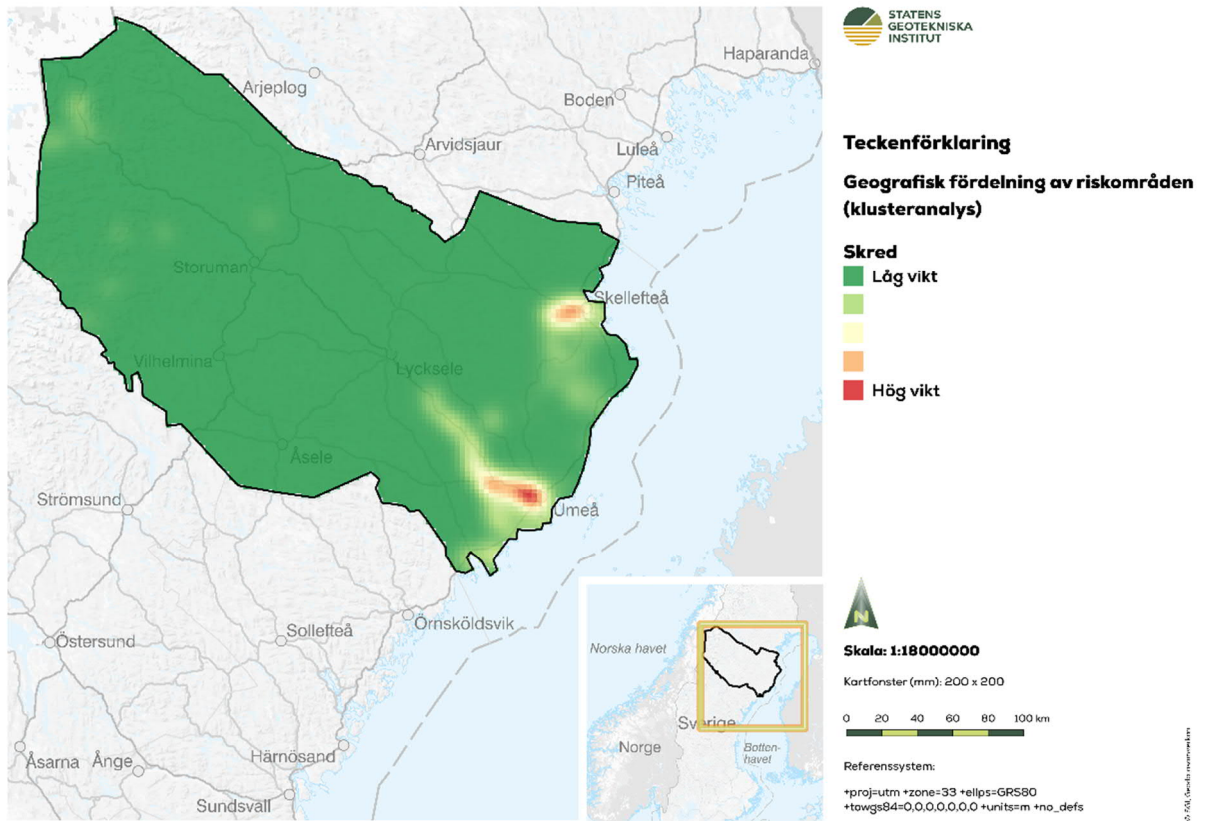 STATENS
GEOTEKNISKA
INSTITUT
Haparanda
Arjeplog
Boden
Arvidsjaur
Luleå
Piteå
Storuman
Skellefteå
Vilhelmina
Lycksele
Åsele
Strömsund
Umeå
Örnsköldsvik
Sollefteå
Östersund
Härnösand
Åsarna
Ånge
Sundsvall
Norska havet
Sverige
Norge
Botten-
havet
Teckenförklaring
Geografisk fördelning av riskområden
(klusteranalys)
Skred
Låg vikt
Hög vikt
N
Skala: 1:18000000
Kartfonster (mm): 200 x 200
0 20 40 60 80 100 km
Referenssystem:
+proj=utm +zone=33 +ellps=GRS80
+towgs84=0,0,0,0,0,0,0 +units=m +no_defs